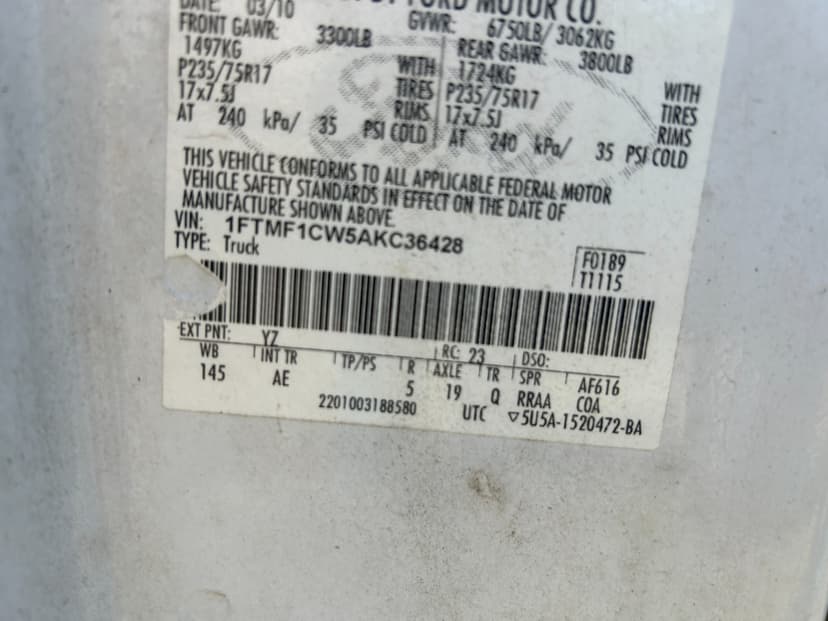 DATE: 03/10
FORD MOTOR CO.
FRONT GAWR: 3300LB
GVWR: 6750LB/ 3062KG
1497KG
REAR GAWR: 3800LB
P235/75R17 WITH
1724KG WITH
17x7.5J TIRES
P235/75R17 TIRES
RIMS
17x7.5J RIMS
AT 240 kPa/ 35 PSI COLD
AT 240 kPa/ 35 PSI COLD
THIS VEHICLE CONFORMS TO ALL APPLICABLE FEDERAL MOTOR
VEHICLE SAFETY STANDARDS IN EFFECT ON THE DATE OF
MANUFACTURE SHOWN ABOVE.
VIN: 1FTMF1CW5AKC36428
TYPE: Truck
F0189
T1115
EXT PNT: YZ RC: 23 DSO:
WB INT TR TP/PS R AXLE TR SPR AF616
145 AE 5 19 Q RRAA COA
2201003188580 UTC ▽5U5A-1520472-BA